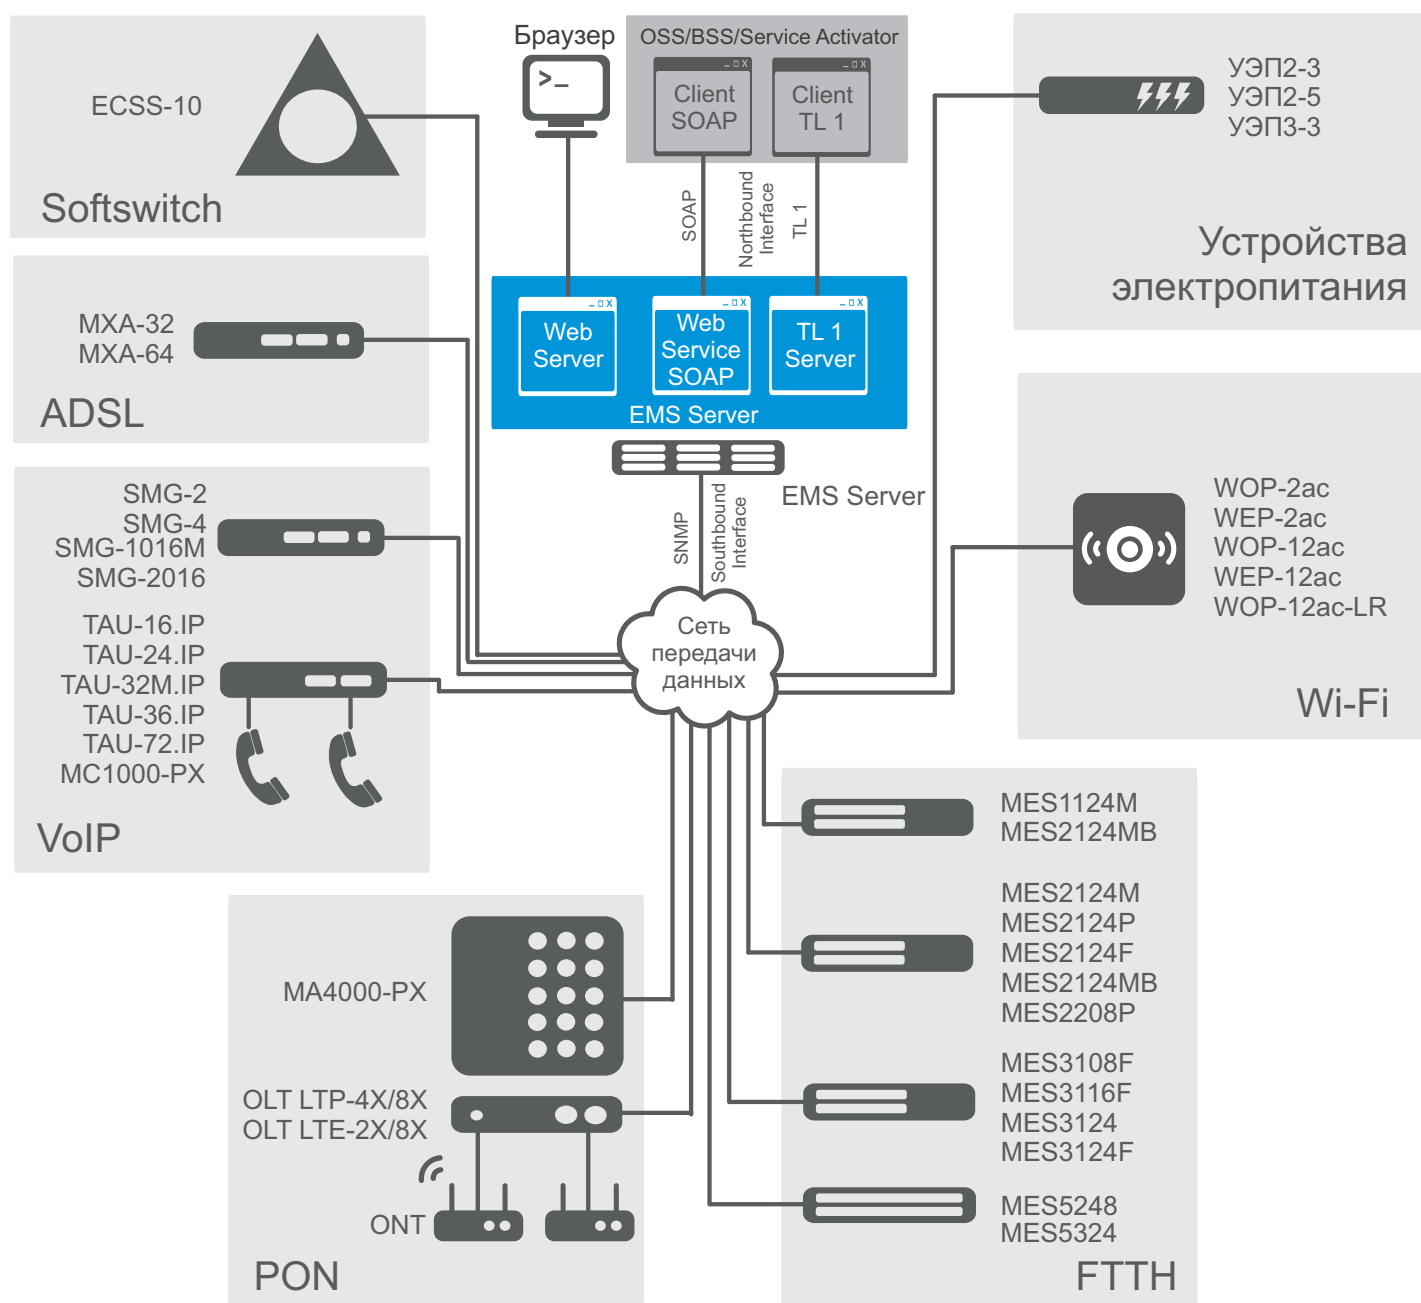 ECSS-10
Softswitch
Браузер
>_
OSS/BSS/Service Activator
Client
SOAP
Client
TL 1
SOAP
Northbound
Interface
TL 1
УЭП2-3
УЭП2-5
УЭП3-3
Устройства
электропитания
MXA-32
MXA-64
ADSL
Web
Server
Web
Service
SOAP
TL 1
Server
EMS Server
EMS Server
SNMP
Southbound
Interface
SMG-2
SMG-4
SMG-1016M
SMG-2016
TAU-16.IP
TAU-24.IP
TAU-32M.IP
TAU-36.IP
TAU-72.IP
MC1000-PX
VoIP
Сеть
передачи
данных
WOP-2ac
WEP-2ac
WOP-12ac
WEP-12ac
WOP-12ac-LR
Wi-Fi
MA4000-PX
OLT LTP-4X/8X
OLT LTE-2X/8X
ONT
PON
MES1124M
MES2124MB
MES2124M
MES2124P
MES2124F
MES2124MB
MES2208P
MES3108F
MES3116F
MES3124
MES3124F
MES5248
MES5324
FTTH